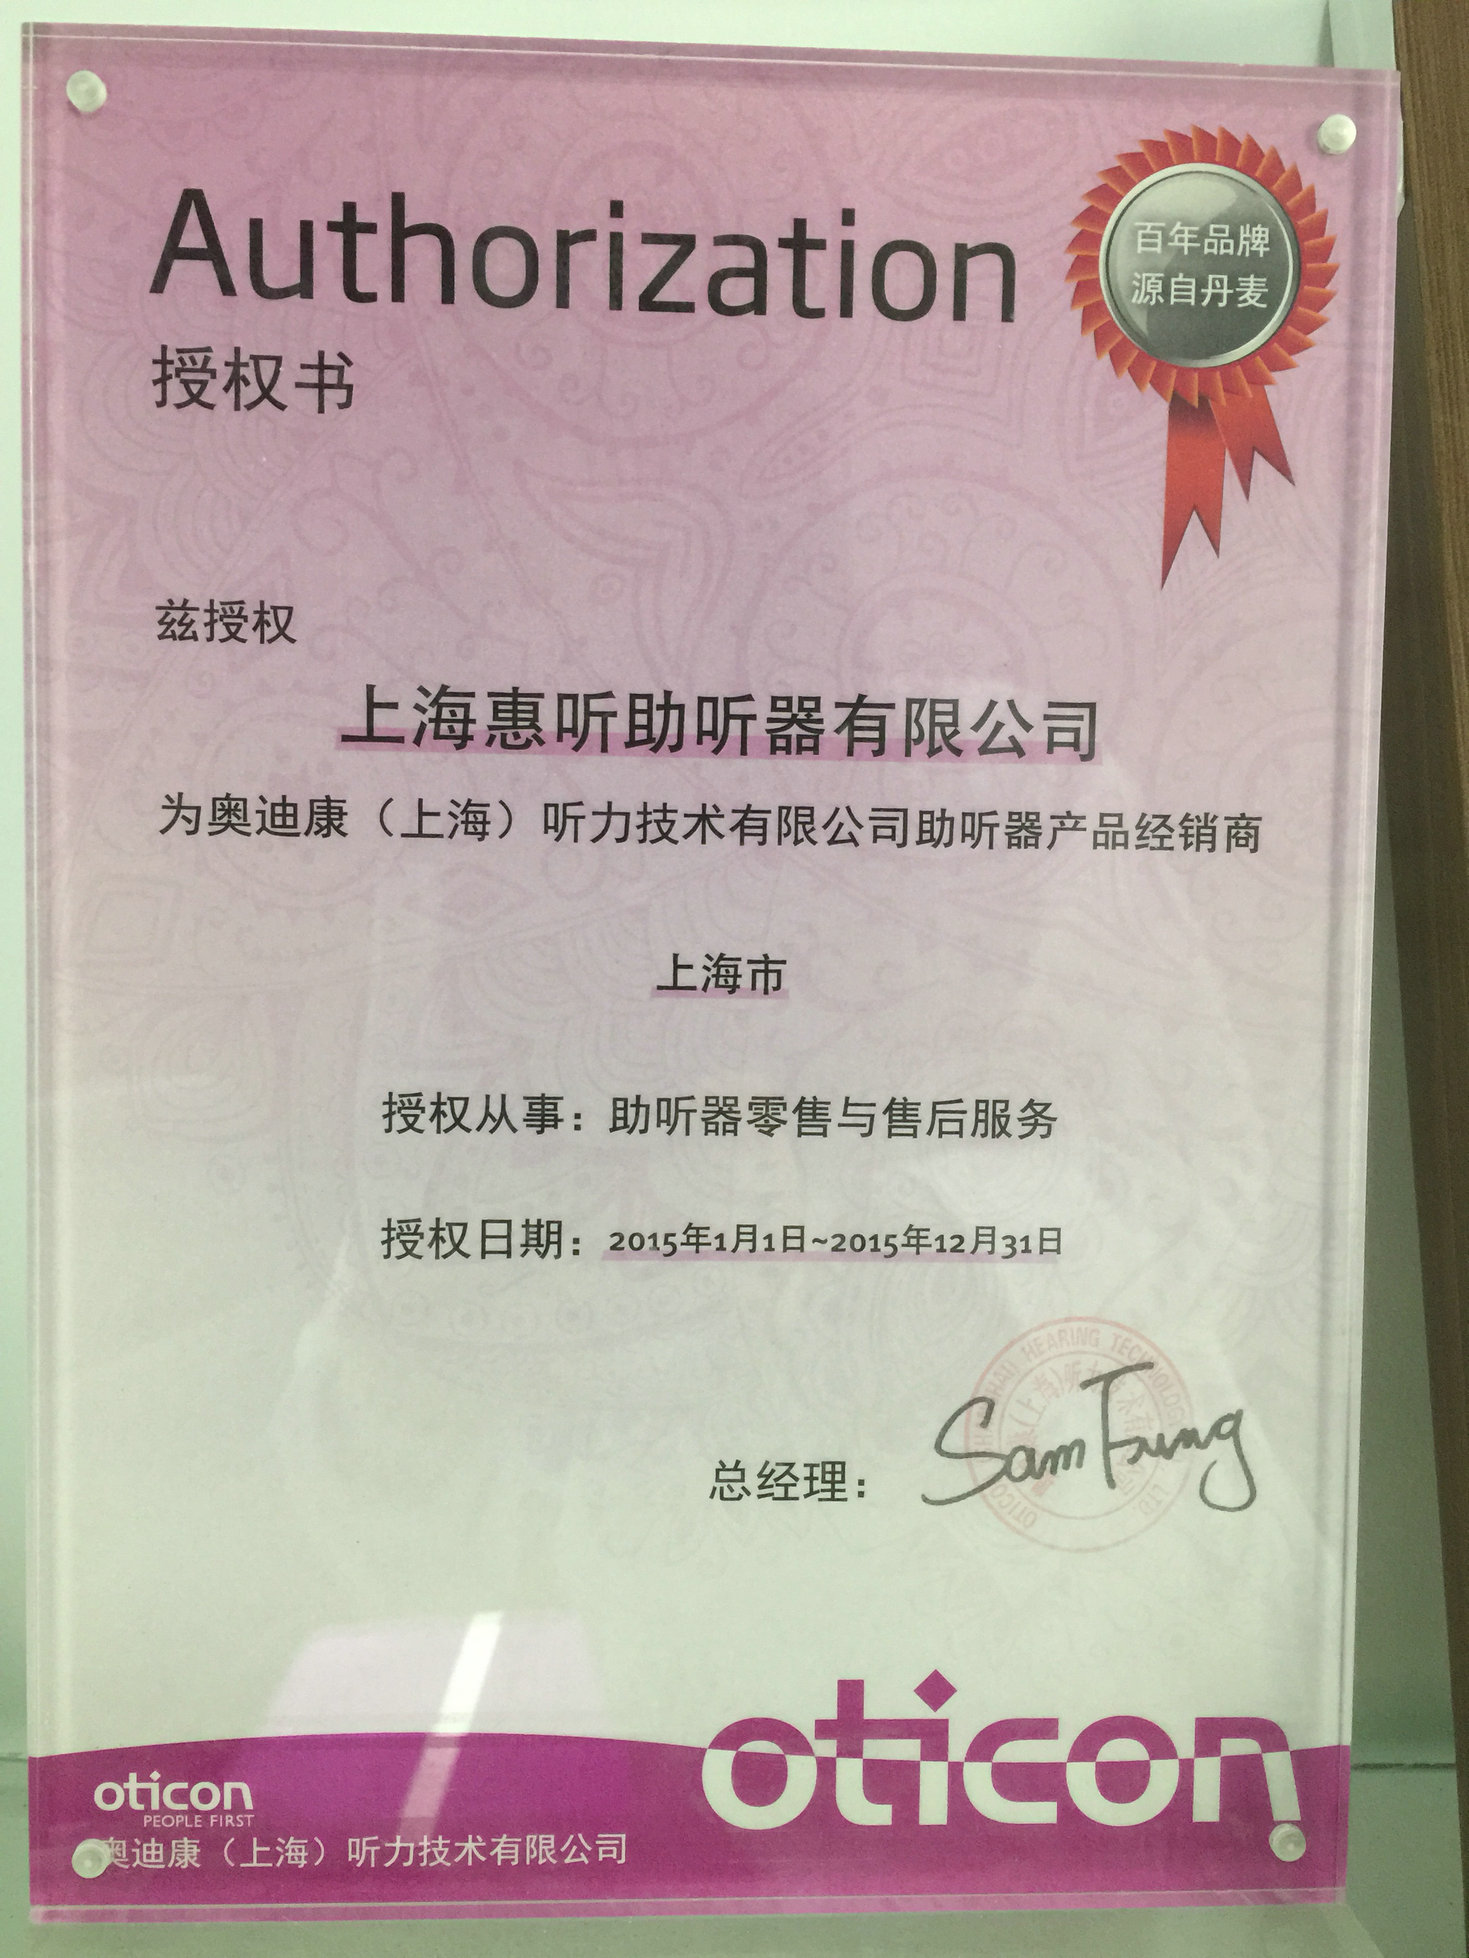 Authorization
授权书
百年品牌
源自丹麦
兹授权
上海惠听助听器有限公司
为奥迪康（上海）听力技术有限公司助听器产品经销商
上海市
授权从事：助听器零售与售后服务
授权日期：2015年1月1日~2015年12月31日
HEARING TECHNOLOGY
总经理：
Sam Fung
oticon
oticon
PEOPLE FIRST
奥迪康（上海）听力技术有限公司